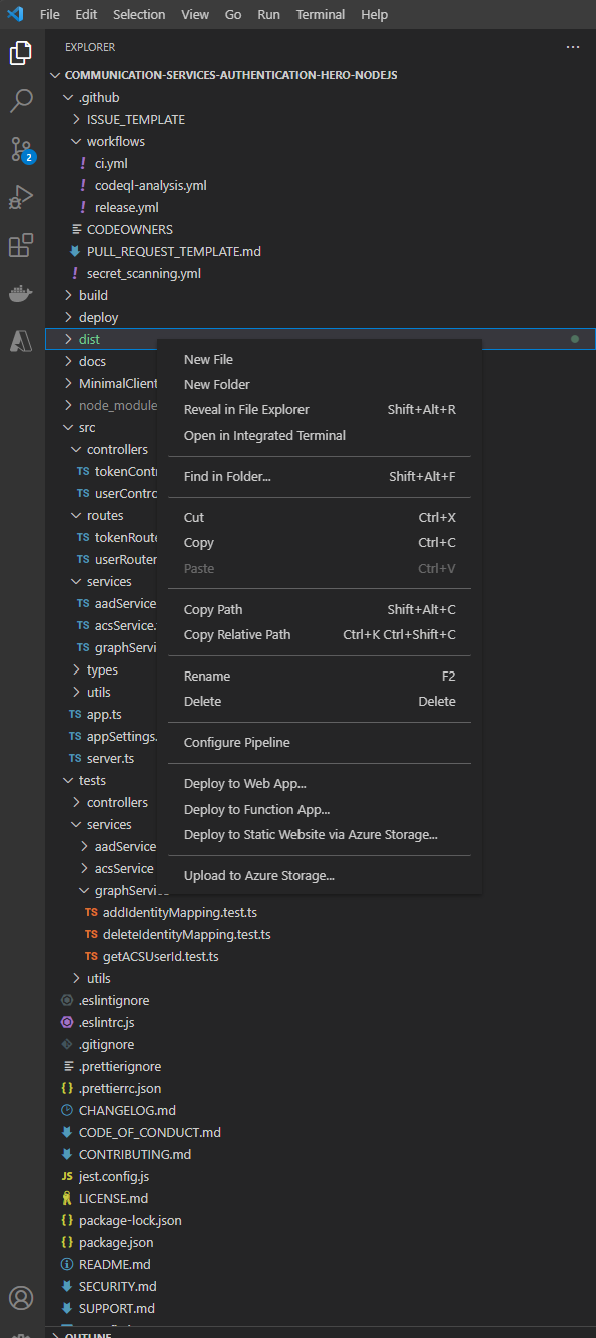 File Edit Selection View Go Run Terminal Help
EXPLORER ...
COMMUNICATION-SERVICES-AUTHENTICATION-HERO-NODEJS
.github
ISSUE_TEMPLATE
workflows
! ci.yml
! codeql-analysis.yml
2
! release.yml
CODEOWNERS
PULL_REQUEST_TEMPLATE.md
! secret_scanning.yml
build
deploy
dist
docs
MinimalClient
node_module
src
controllers
TS tokenContr
TS userContro
routes
TS tokenRoute
TS userRouter
services
TS aadService
TS acsService.
TS graphServi
types
utils
TS app.ts
TS appSettings.
TS server.ts
tests
controllers
services
aadService
acsService
graphService
TS addIdentityMapping.test.ts
TS deleteIdentityMapping.test.ts
TS getACSUserId.test.ts
utils
.eslintignore
.eslintrc.js
.gitignore
.prettierignore
{} .prettierrc.json
CHANGELOG.md
CODE_OF_CONDUCT.md
CONTRIBUTING.md
JS jest.config.js
LICENSE.md
{} package-lock.json
{} package.json
README.md
SECURITY.md
SUPPORT.md
OUTLINE
New File
New Folder
Reveal in File Explorer Shift+Alt+R
Open in Integrated Terminal
Find in Folder... Shift+Alt+F
Cut Ctrl+X
Copy Ctrl+C
Paste Ctrl+V
Copy Path Shift+Alt+C
Copy Relative Path Ctrl+K Ctrl+Shift+C
Rename F2
Delete Delete
Configure Pipeline
Deploy to Web App...
Deploy to Function App...
Deploy to Static Website via Azure Storage...
Upload to Azure Storage...